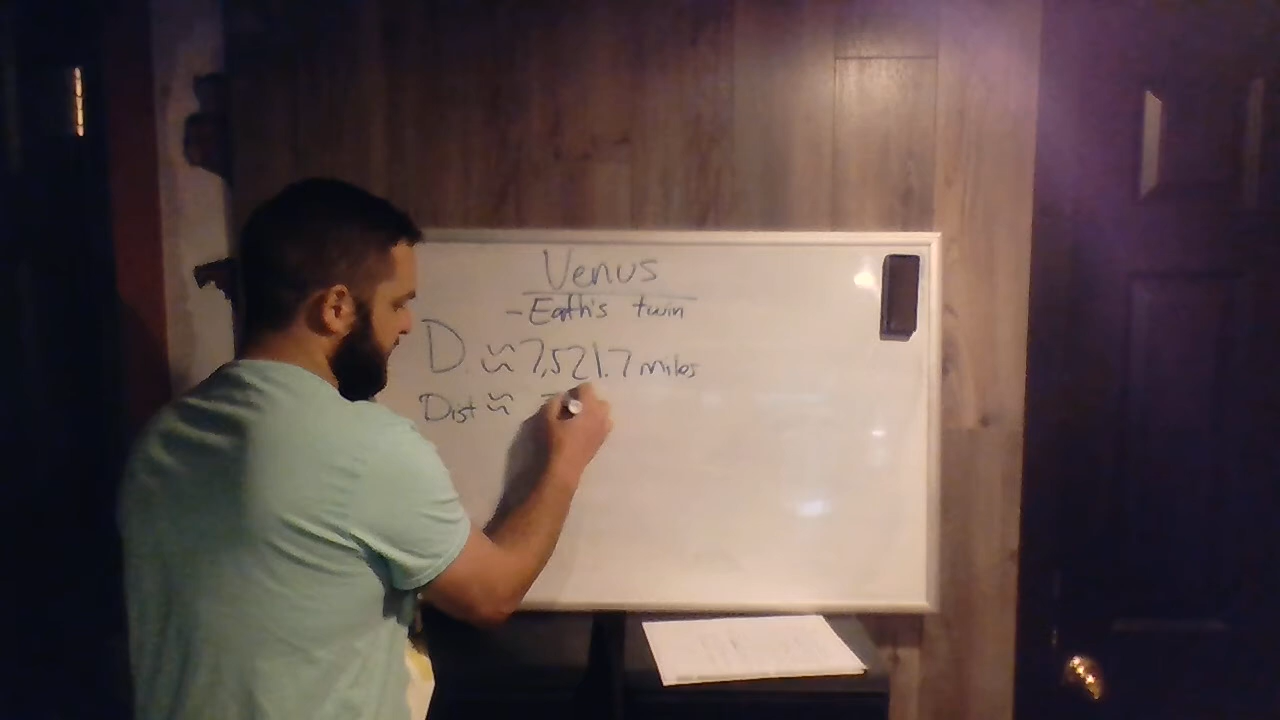 Venus
- Earth's twin
D ≈ 7,521.7 miles
Dist ≈